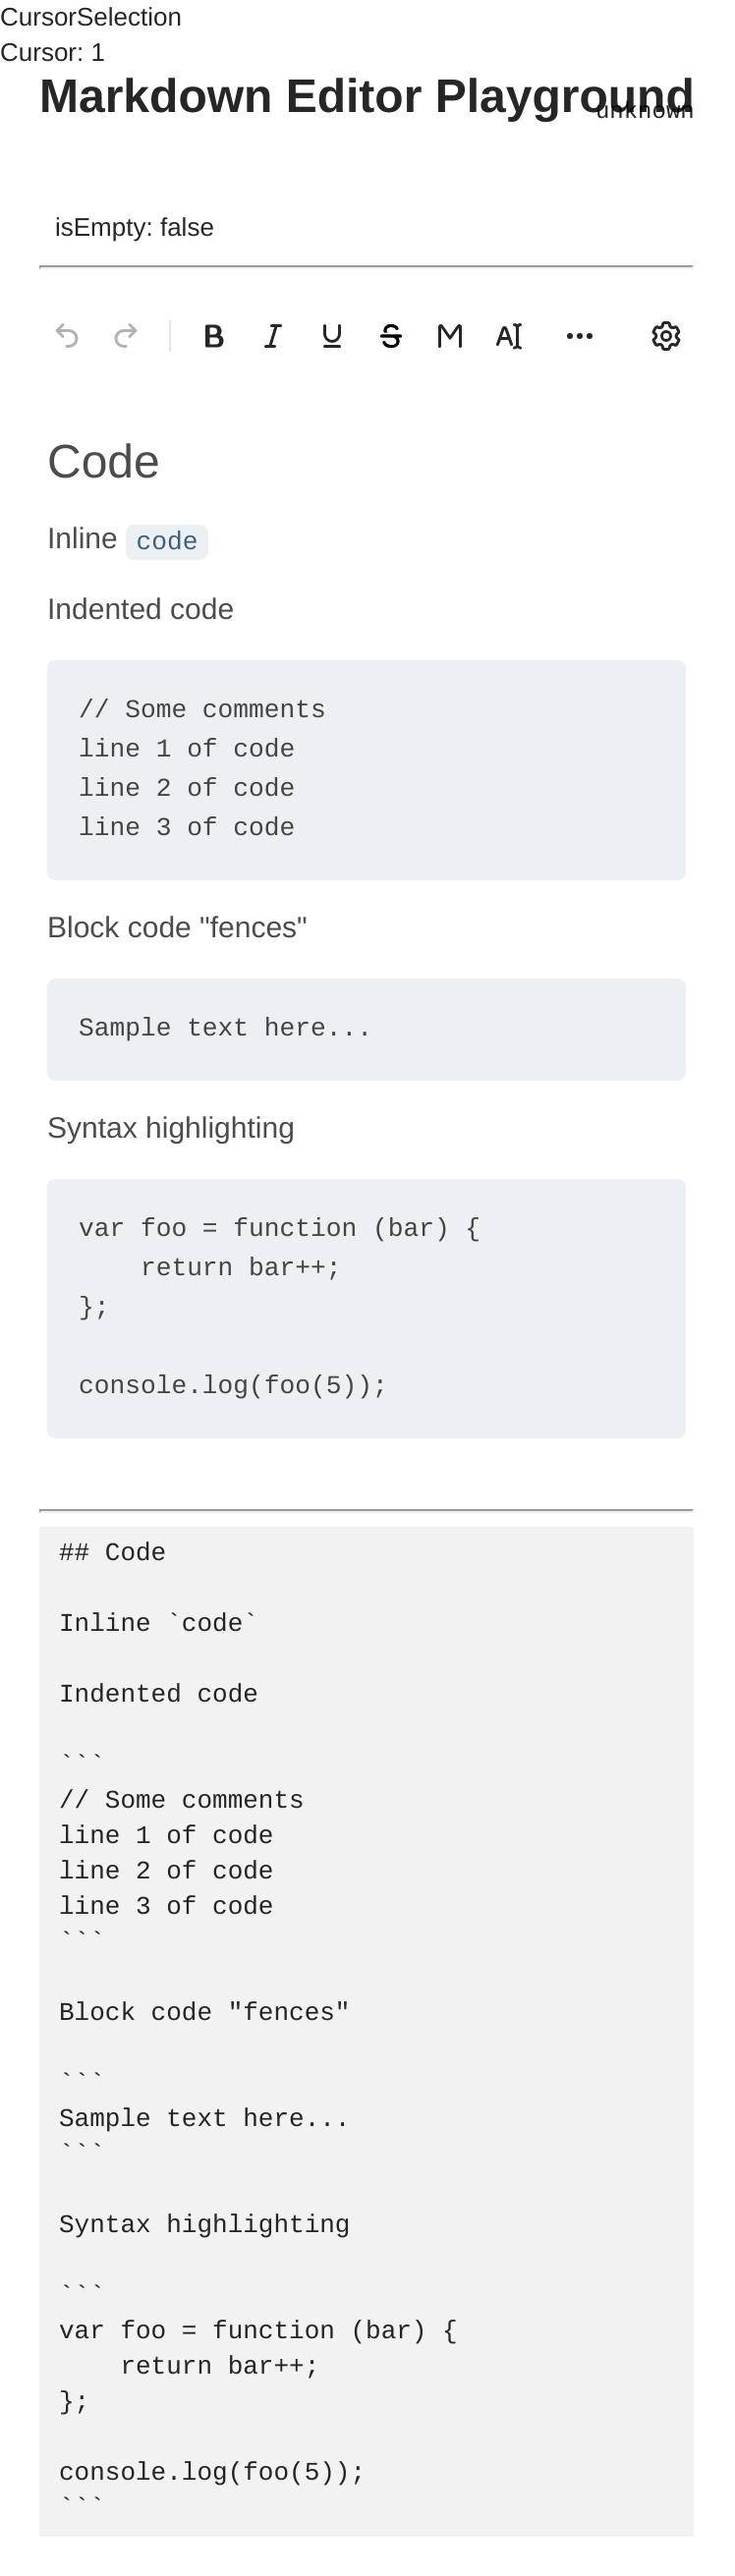 CursorSelection
Cursor: 1
Markdown Editor Playground
unknown
isEmpty: false
B I U S M AI
Code
Inline code
Indented code
// Some comments
line 1 of code
line 2 of code
line 3 of code
Block code "fences"
Sample text here...
Syntax highlighting
var foo = function (bar) {
    return bar++;
};
console.log(foo(5));
## Code
Inline `code`
Indented code
```
// Some comments
line 1 of code
line 2 of code
line 3 of code
```
Block code "fences"
```
Sample text here...
```
Syntax highlighting
```
var foo = function (bar) {
    return bar++;
};
console.log(foo(5));
```